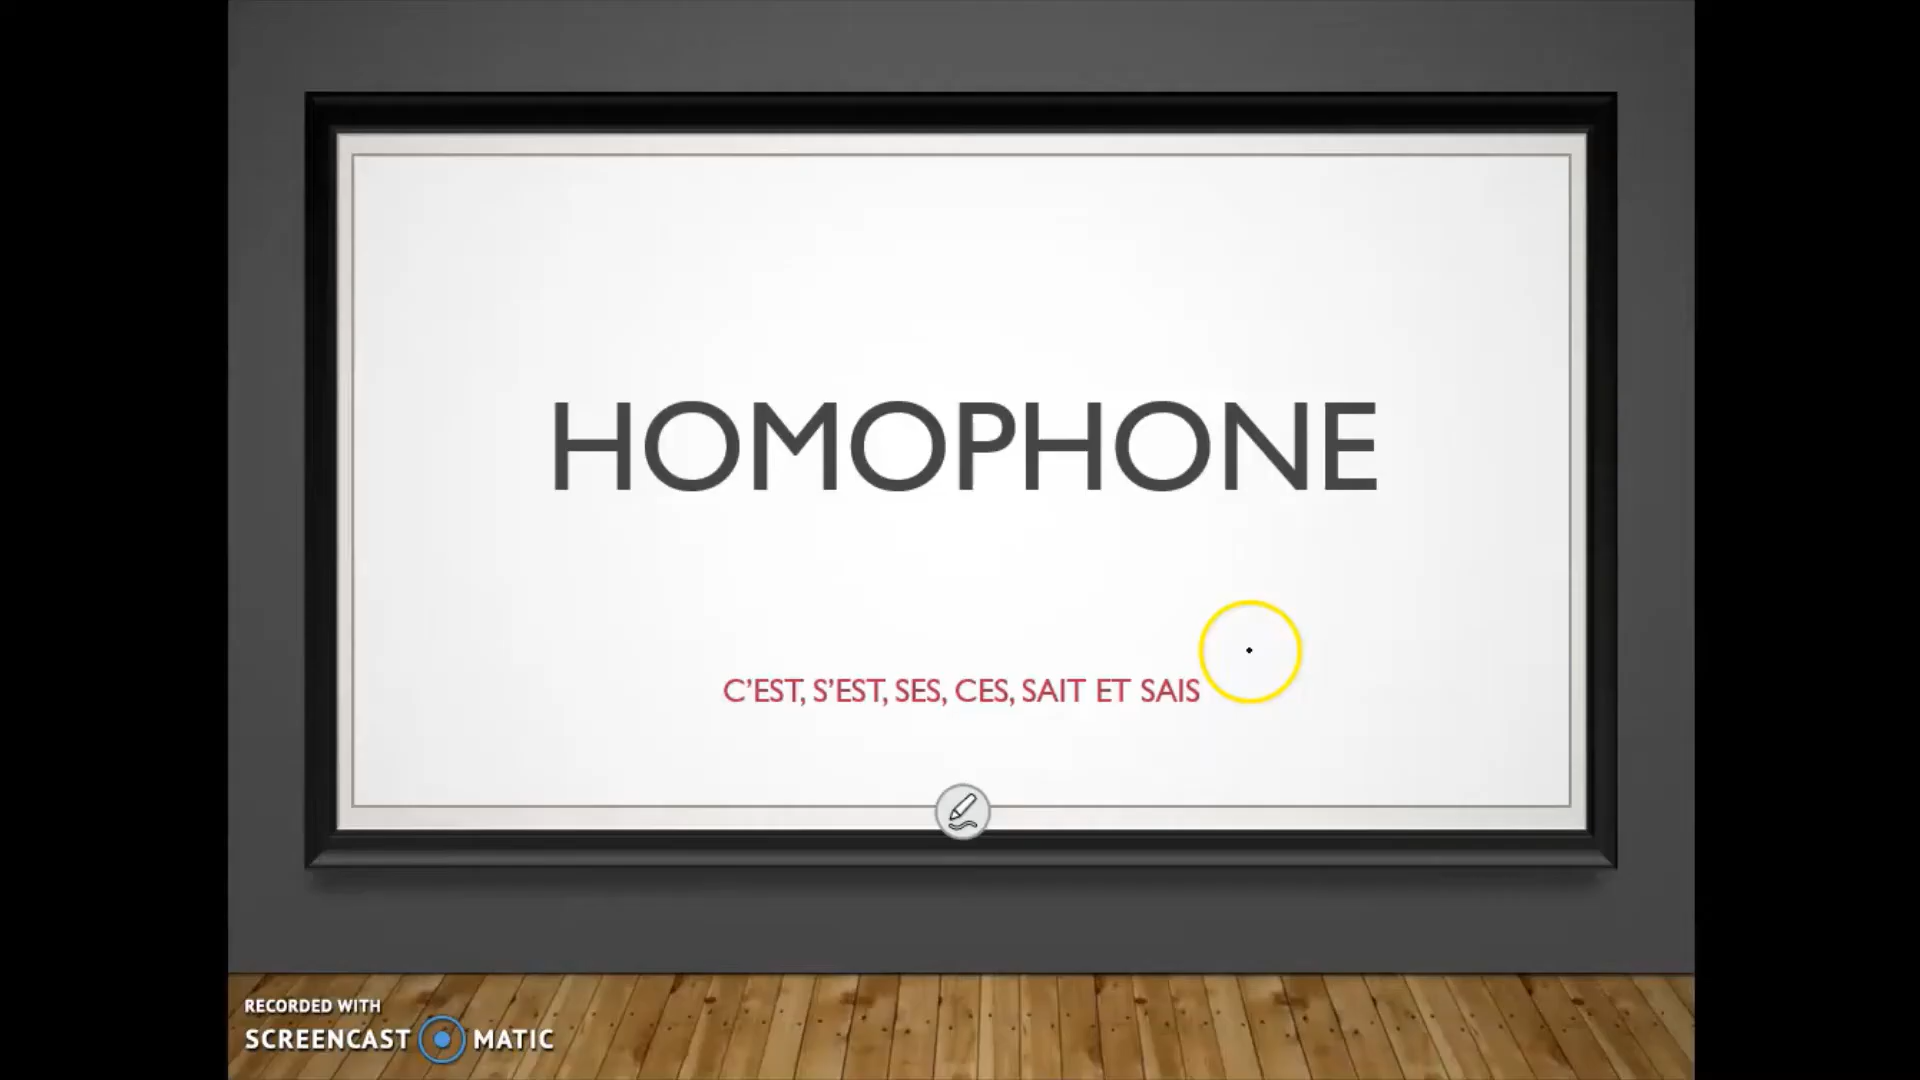 HOMOPHONE
C’EST, S’EST, SES, CES, SAIT ET SAIS
RECORDED WITH
SCREENCAST MATIC